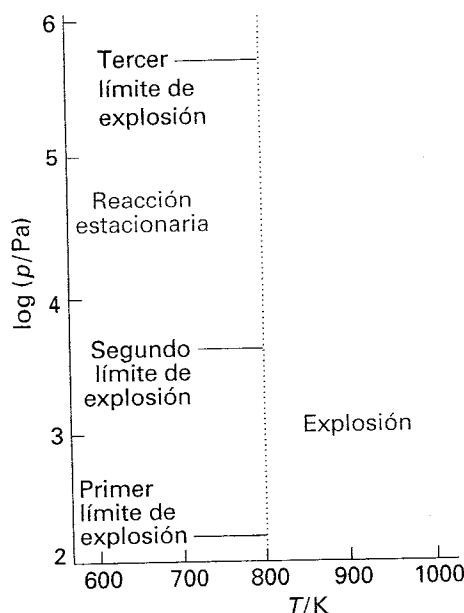 6
Tercer
límite de
explosión
5
Reacción
estacionaria
log (p/Pa)
4
Segundo
límite de
explosión
Explosión
3
Primer
límite de
explosión
2
600 700 800 900 1000
T/K